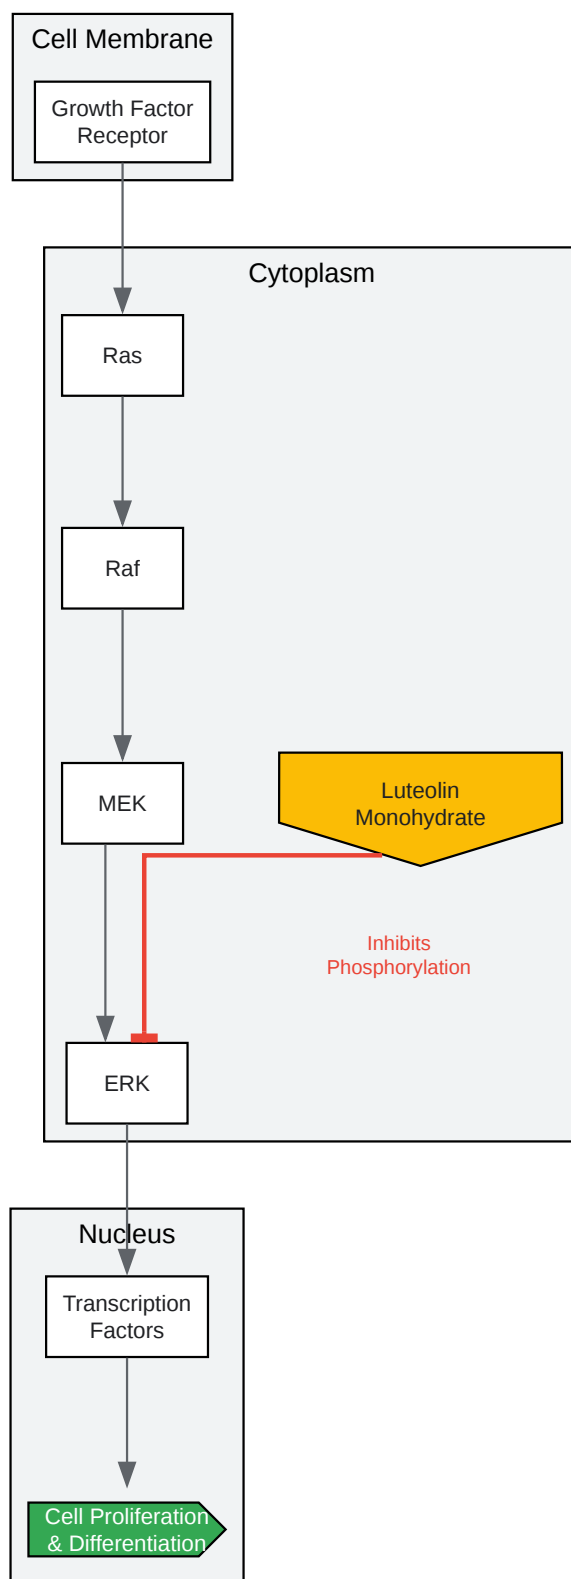 Cell Membrane
Growth Factor
Receptor
Cytoplasm
Ras
Raf
MEK
Luteolin
Monohydrate
Inhibits
Phosphorylation
ERK
Nucleus
Transcription
Factors
Cell Proliferation
& Differentiation